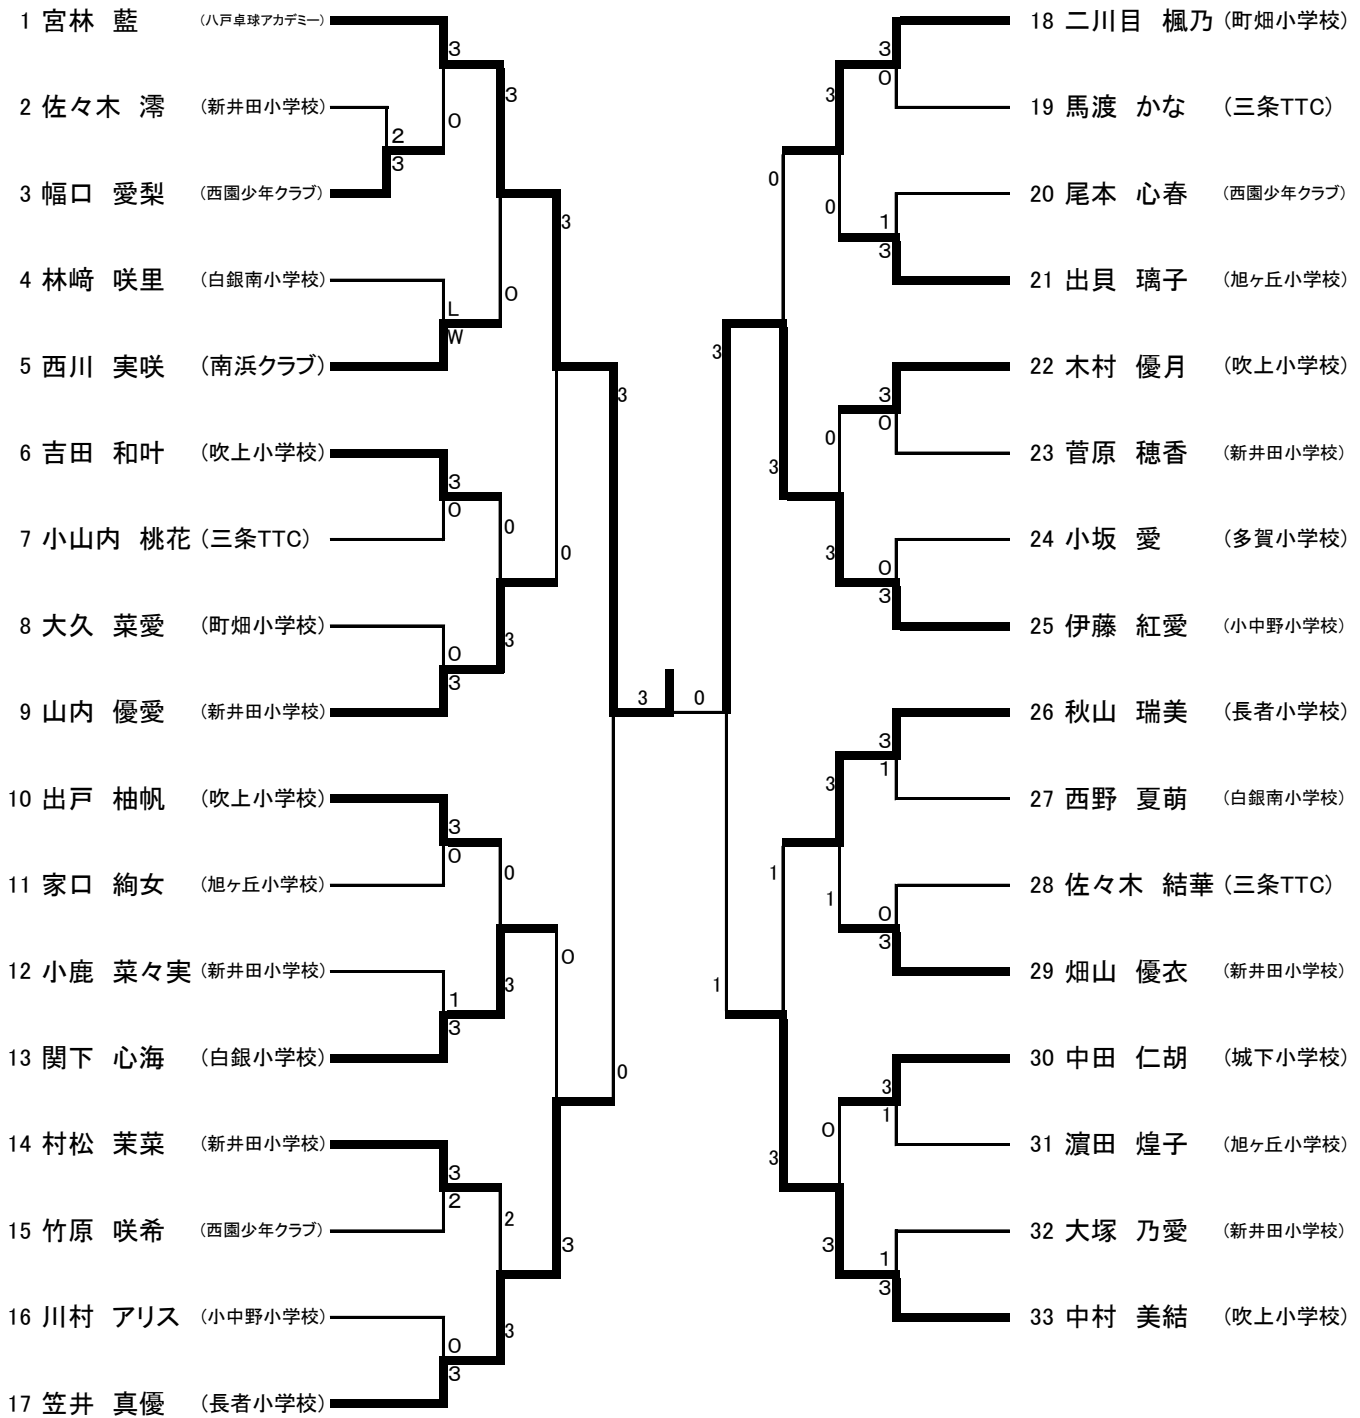 1 宮林 藍 (八戸卓球アカデミー)
2 佐々木 澪 (新井田小学校)
3 幅口 愛梨 (西園少年クラブ)
4 林﨑 咲里 (白銀南小学校)
5 西川 実咲 (南浜クラブ)
6 吉田 和叶 (吹上小学校)
7 小山内 桃花 (三条TTC)
8 大久 菜愛 (町畑小学校)
9 山内 優愛 (新井田小学校)
10 出戸 柚帆 (吹上小学校)
11 家口 絢女 (旭ヶ丘小学校)
12 小鹿 菜々実 (新井田小学校)
13 関下 心海 (白銀小学校)
14 村松 茉菜 (新井田小学校)
15 竹原 咲希 (西園少年クラブ)
16 川村 アリス (小中野小学校)
17 笠井 真優 (長者小学校)
3
0
2
3
L
W
3
0
0
3
3
0
1
3
3
2
0
3
3
0
0
3
0
3
2
3
3
0
0
3
3
0
3
0
3
1
0
3
1
3
3
0
0
3
3
1
0
3
3
1
0
3
3
0
1
3
3
0
0
3
3
1
0
3
3
1
1
3
18 二川目 楓乃 (町畑小学校)
19 馬渡 かな (三条TTC)
20 尾本 心春 (西園少年クラブ)
21 出貝 璃子 (旭ヶ丘小学校)
22 木村 優月 (吹上小学校)
23 菅原 穂香 (新井田小学校)
24 小坂 愛 (多賀小学校)
25 伊藤 紅愛 (小中野小学校)
26 秋山 瑞美 (長者小学校)
27 西野 夏萌 (白銀南小学校)
28 佐々木 結華 (三条TTC)
29 畑山 優衣 (新井田小学校)
30 中田 仁胡 (城下小学校)
31 濵田 煌子 (旭ヶ丘小学校)
32 大塚 乃愛 (新井田小学校)
33 中村 美結 (吹上小学校)